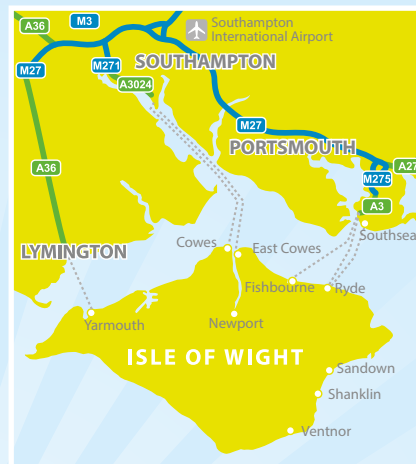 A36
M3
Southampton
International Airport
SOUTHAMPTON
M27
M271
A3024
M27
PORTSMOUTH
A27
M275
A36
A3
Southsea
LYMINGTON
Cowes
East Cowes
Fishbourne
Ryde
Yarmouth
Newport
ISLE OF WIGHT
Sandown
Shanklin
Ventnor